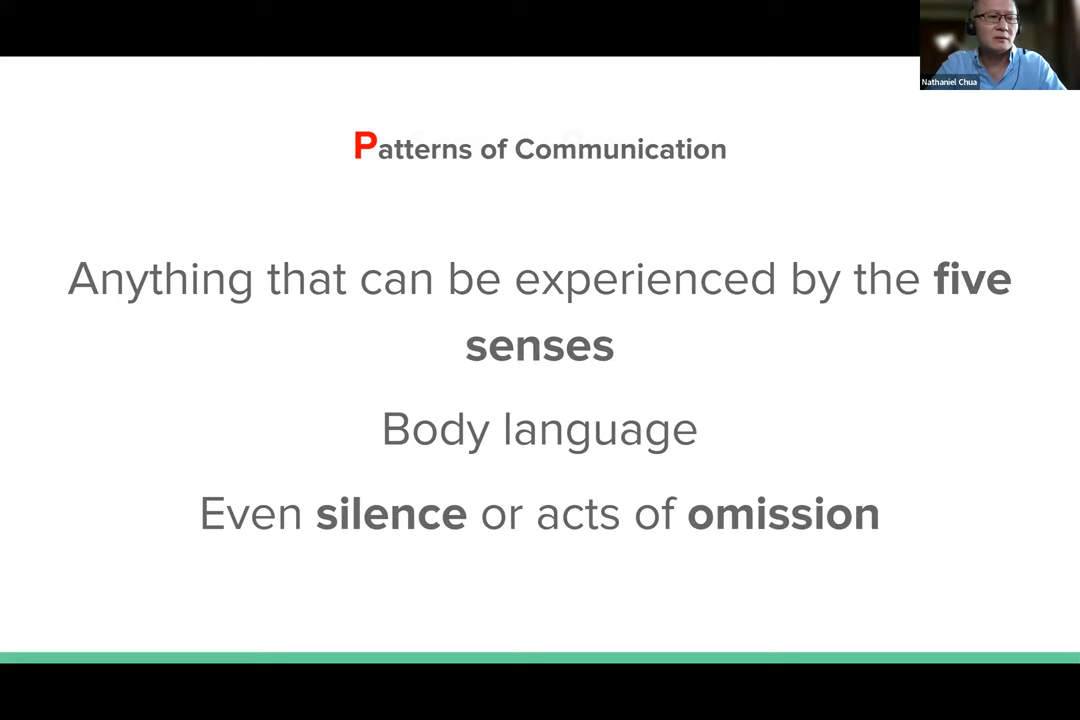 Nathaniel Chua
Patterns of Communication
Anything that can be experienced by the five
senses
Body language
Even silence or acts of omission